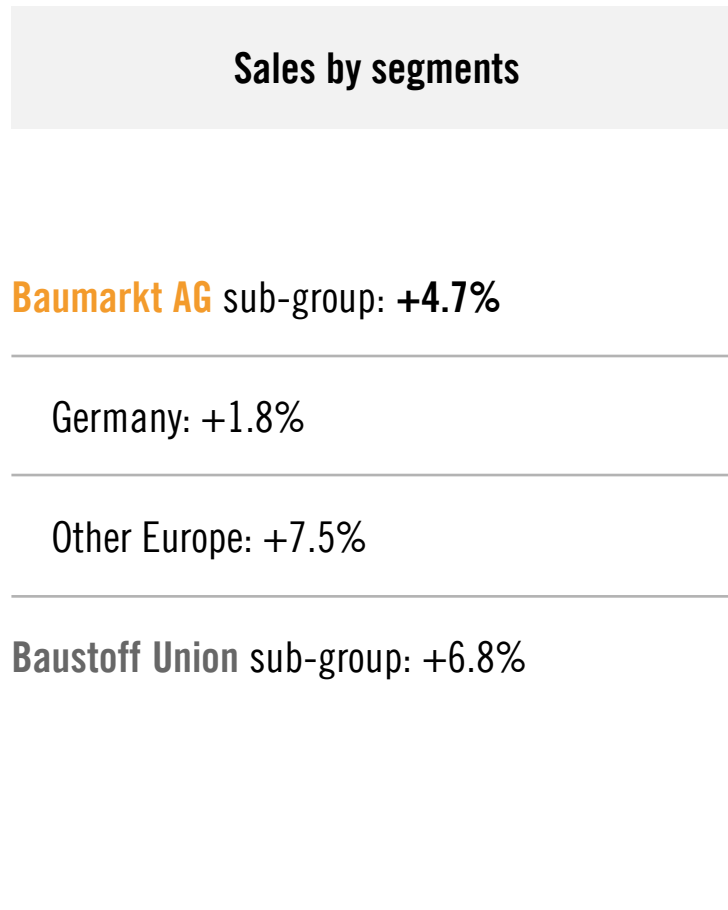 Sales by segments
Baumarkt AG sub-group: +4.7%
Germany: +1.8%
Other Europe: +7.5%
Baustoff Union sub-group: +6.8%